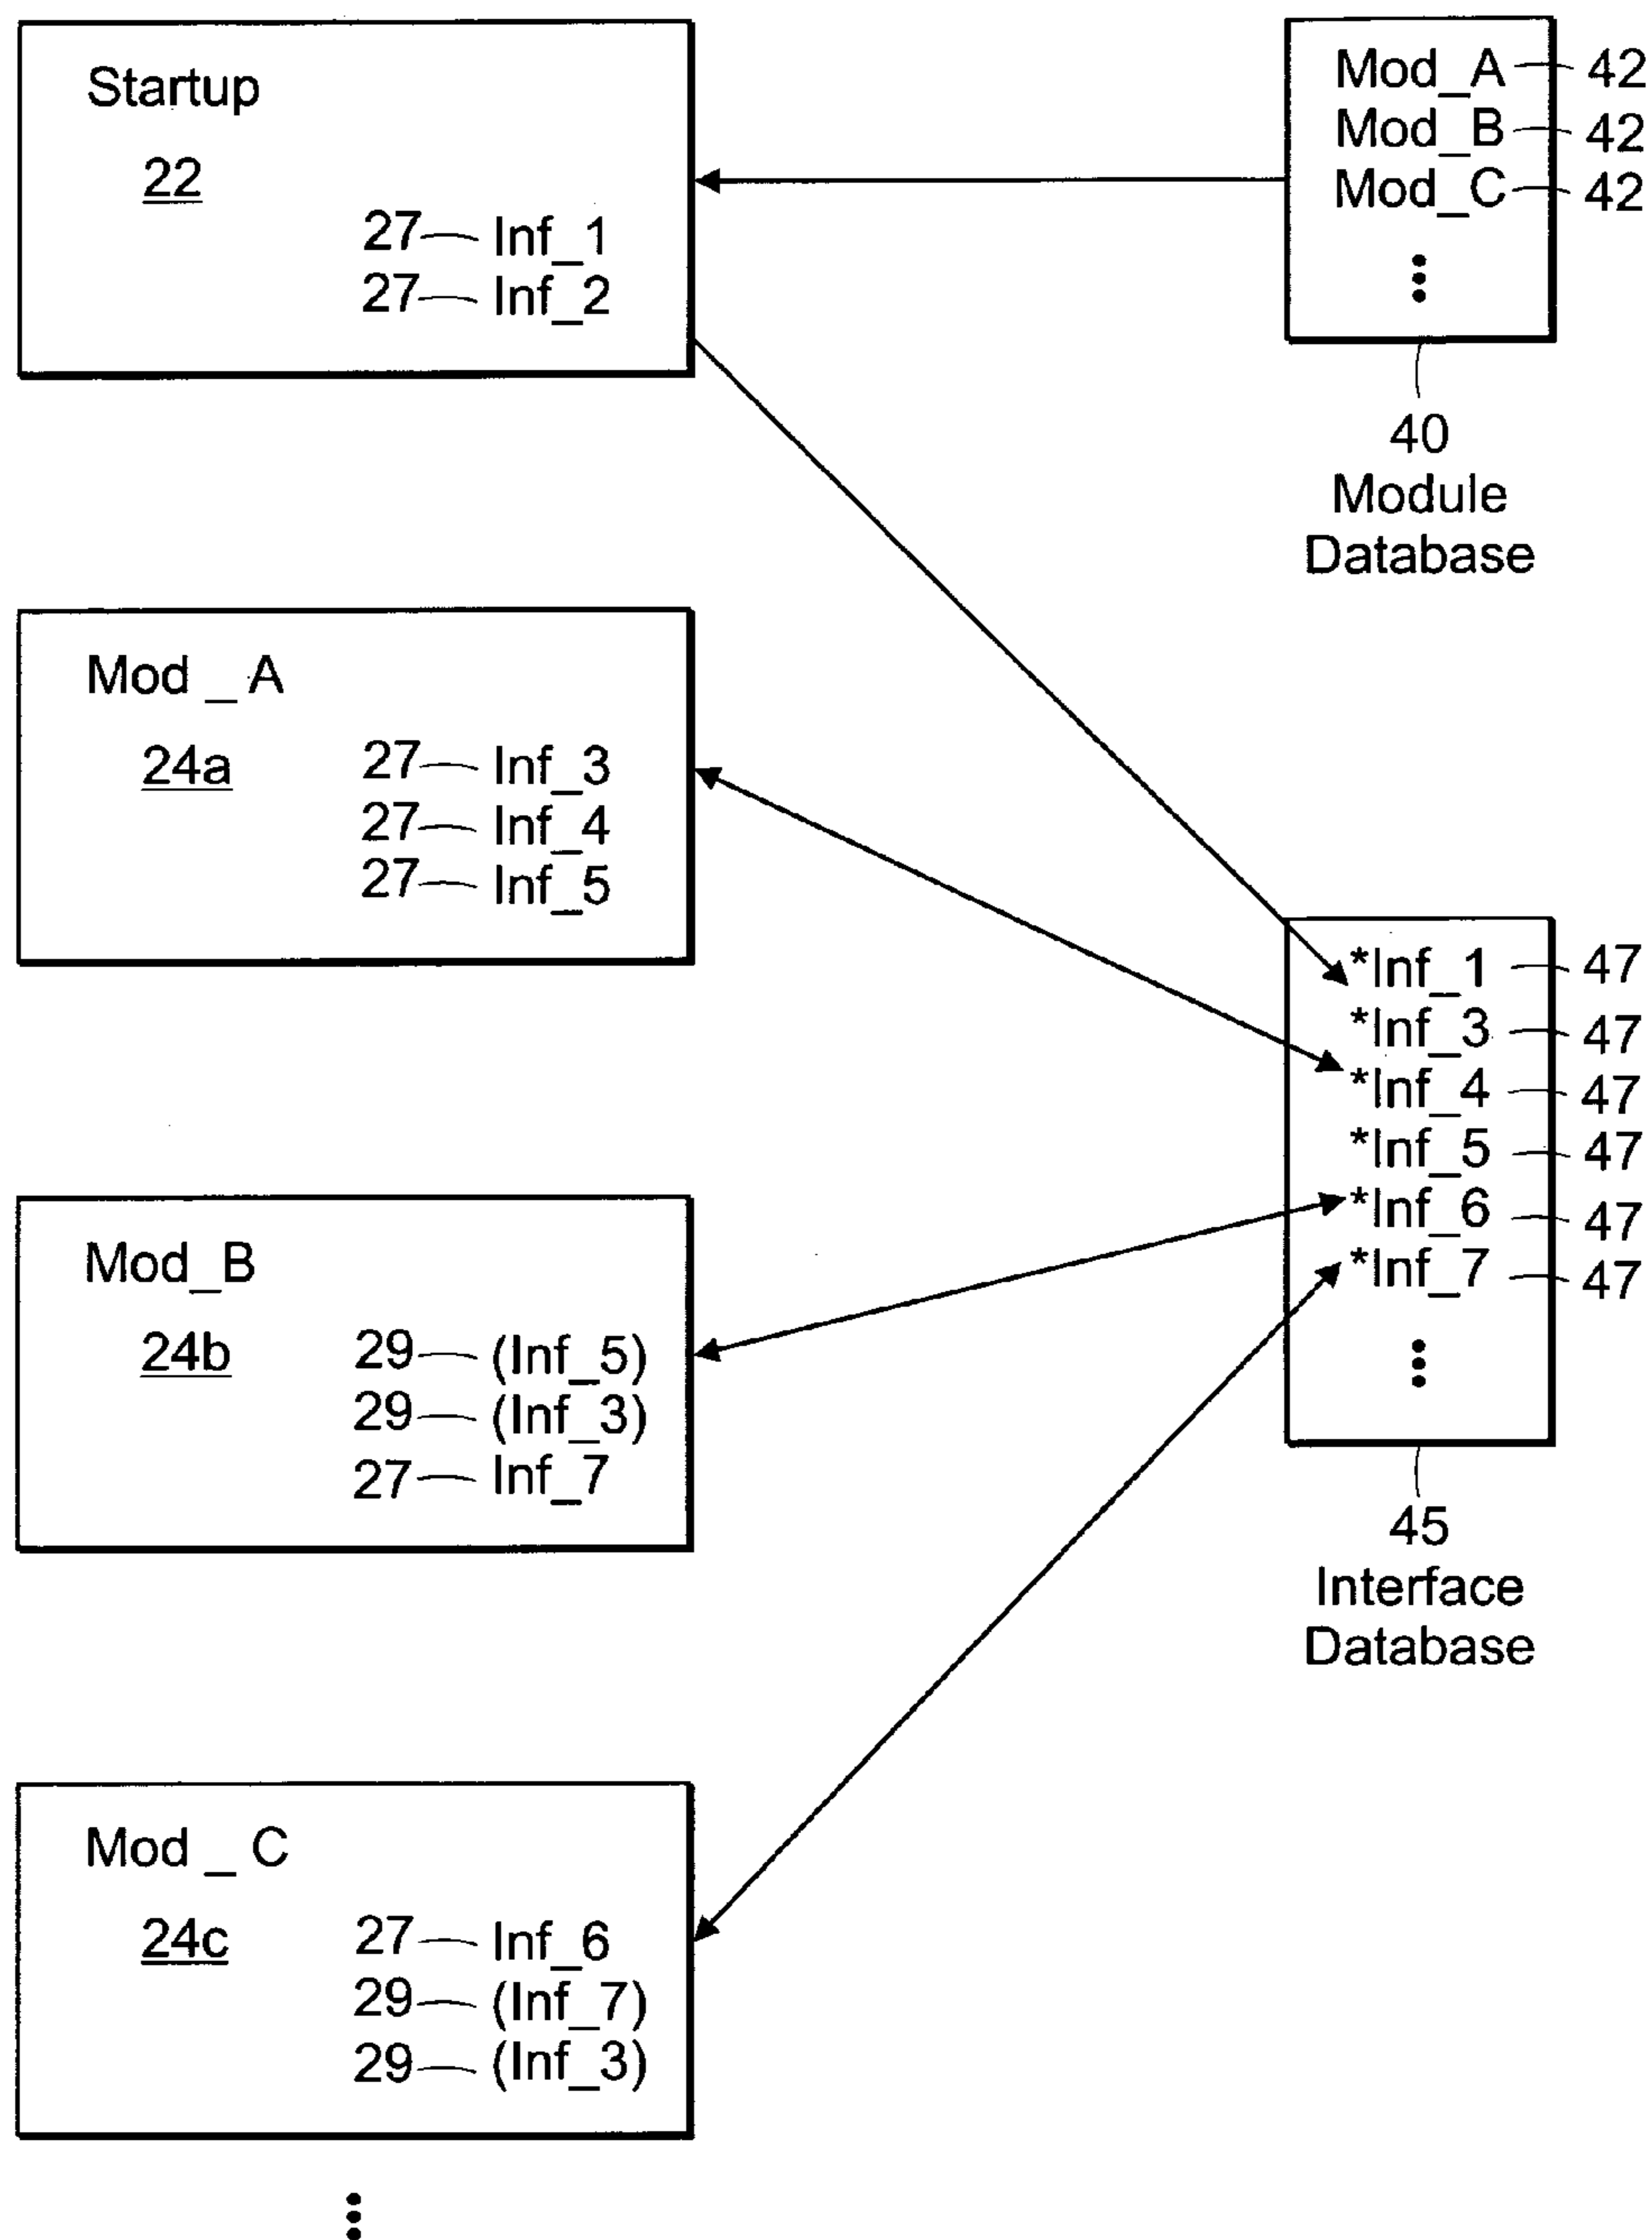 Startup
22
27 Inf_1
27 Inf_2
Mod_A 42
Mod_B 42
Mod_C 42
40
Module
Database
Mod _ A
24a
27 Inf_3
27 Inf_4
27 Inf_5
*Inf_1 47
*Inf_3 47
*Inf_4 47
*Inf_5 47
*Inf_6 47
*Inf_7 47
45
Interface
Database
Mod_B
24b
29 (Inf_5)
29 (Inf_3)
27 Inf_7
Mod _ C
24c
27 Inf_6
29 (Inf_7)
29 (Inf_3)